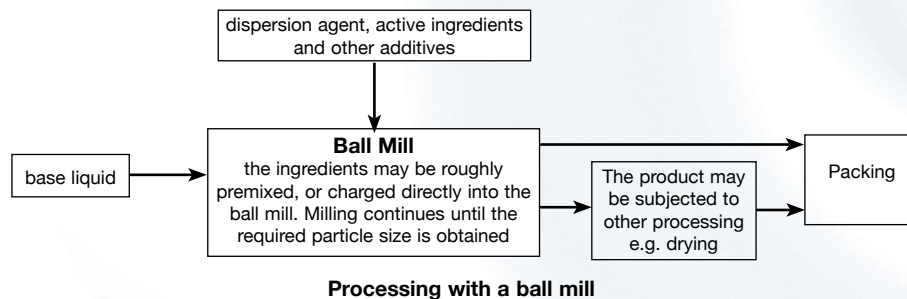 dispersion agent, active ingredients
and other additives
Ball Mill
the ingredients may be roughly
premixed, or charged directly into the
ball mill. Milling continues until the
required particle size is obtained
base liquid
The product may
be subjected to
other processing
e.g. drying
Packing
Processing with a ball mill